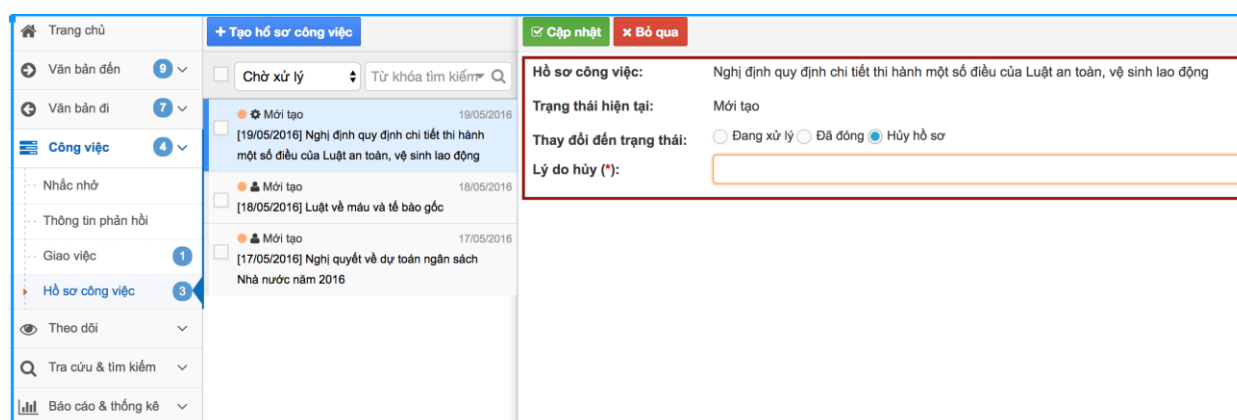 Trang chủ
Văn bản đến 9
Văn bản đi 7
Công việc 4
Nhắc nhở
Thông tin phản hồi
Giao việc 1
Hồ sơ công việc 3
Theo dõi
Tra cứu & tìm kiếm
Báo cáo & thống kê
+ Tạo hồ sơ công việc
Chờ xử lý Từ khóa tìm kiếm
Mới tạo 19/05/2016
[19/05/2016] Nghị định quy định chi tiết thi hành
một số điều của Luật an toàn, vệ sinh lao động
Mới tạo 18/05/2016
[18/05/2016] Luật về máu và tế bào gốc
Mới tạo 17/05/2016
[17/05/2016] Nghị quyết về dự toán ngân sách
Nhà nước năm 2016
Cập nhật × Bỏ qua
Hồ sơ công việc: Nghị định quy định chi tiết thi hành một số điều của Luật an toàn, vệ sinh lao động
Trạng thái hiện tại: Mới tạo
Thay đổi đến trạng thái: Đang xử lý Đã đóng Hủy hồ sơ
Lý do hủy (*):